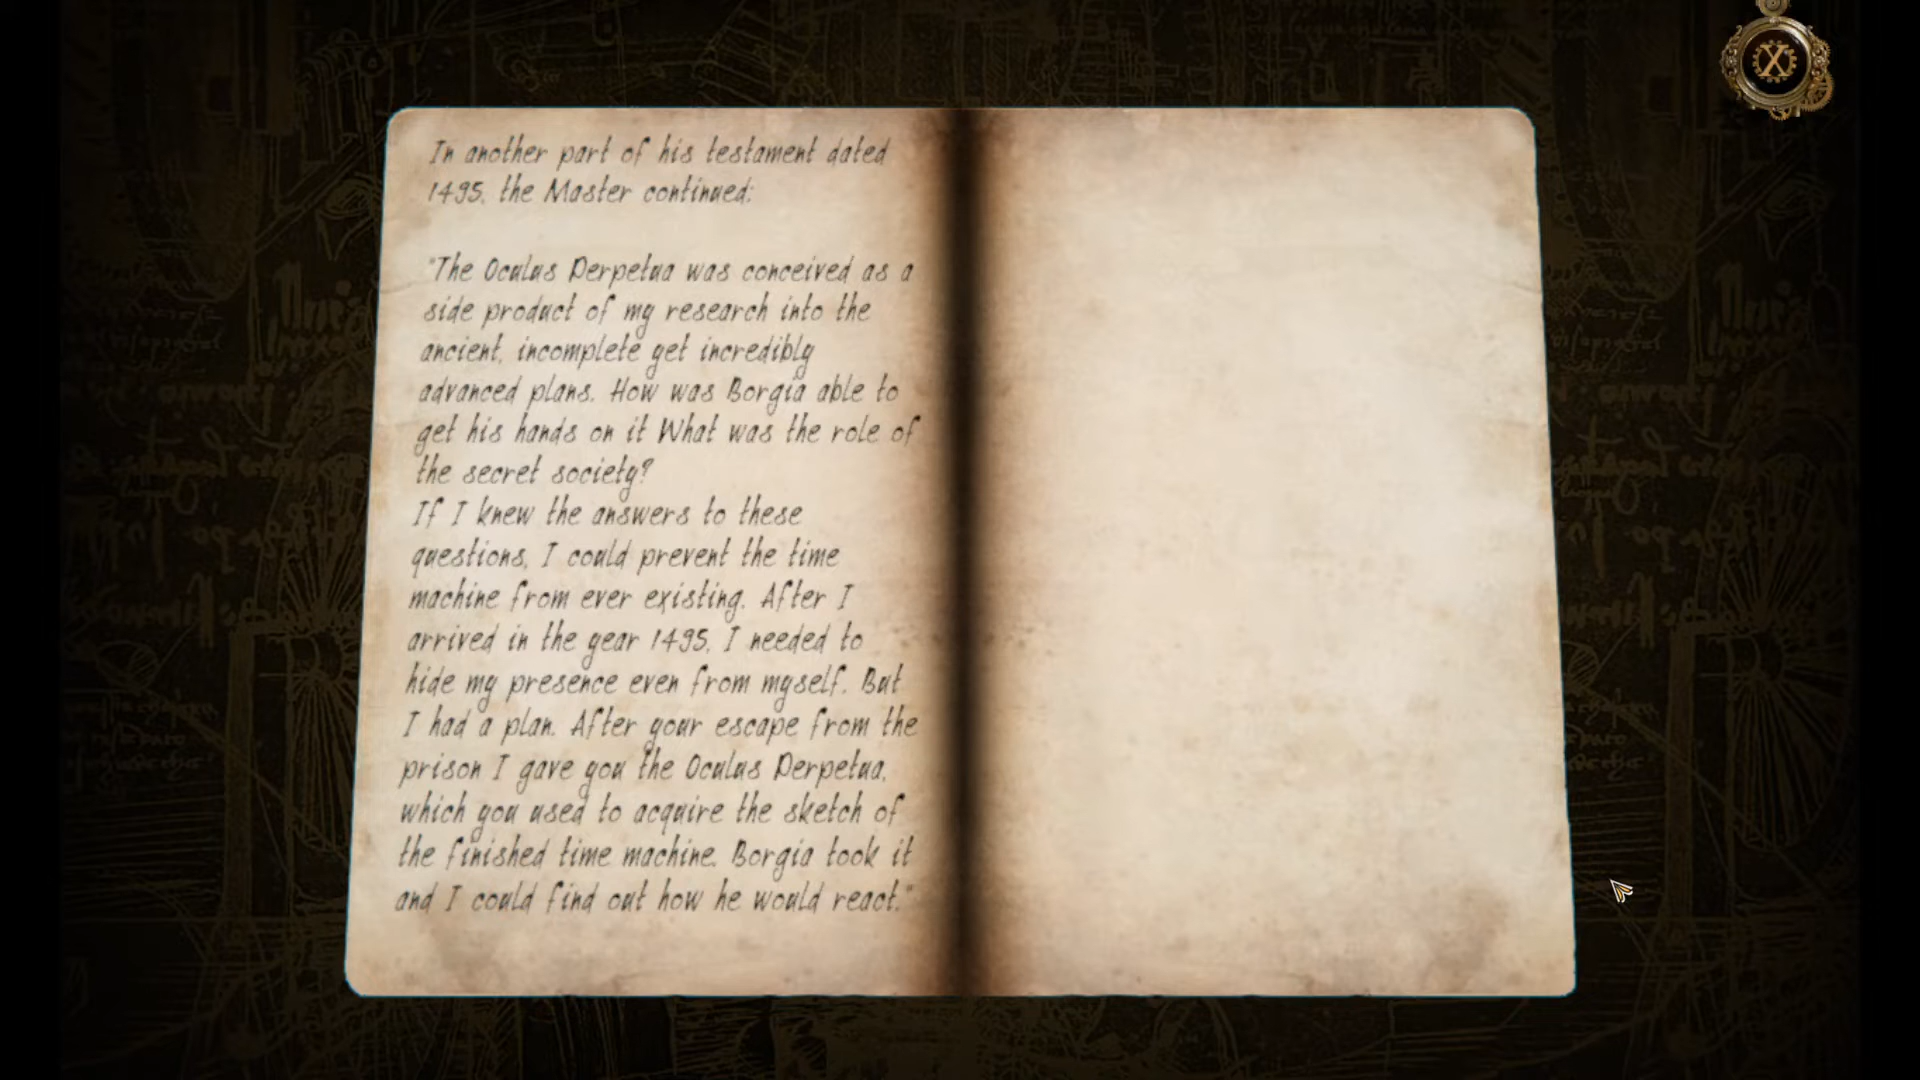 In another part of his testament dated
1495, the Master continued:
"The Oculus Perpetua was conceived as a
side product of my research into the
ancient, incomplete yet incredibly
advanced plans. How was Borgia able to
get his hands on it What was the role of
the secret society?
If I knew the answers to these
questions, I could prevent the time
machine from ever existing. After I
arrived in the year 1495, I needed to
hide my presence even from myself. But
I had a plan. After your escape from the
prison I gave you the Oculus Perpetua,
which you used to acquire the sketch of
the finished time machine. Borgia took it
and I could find out how he would react."
X